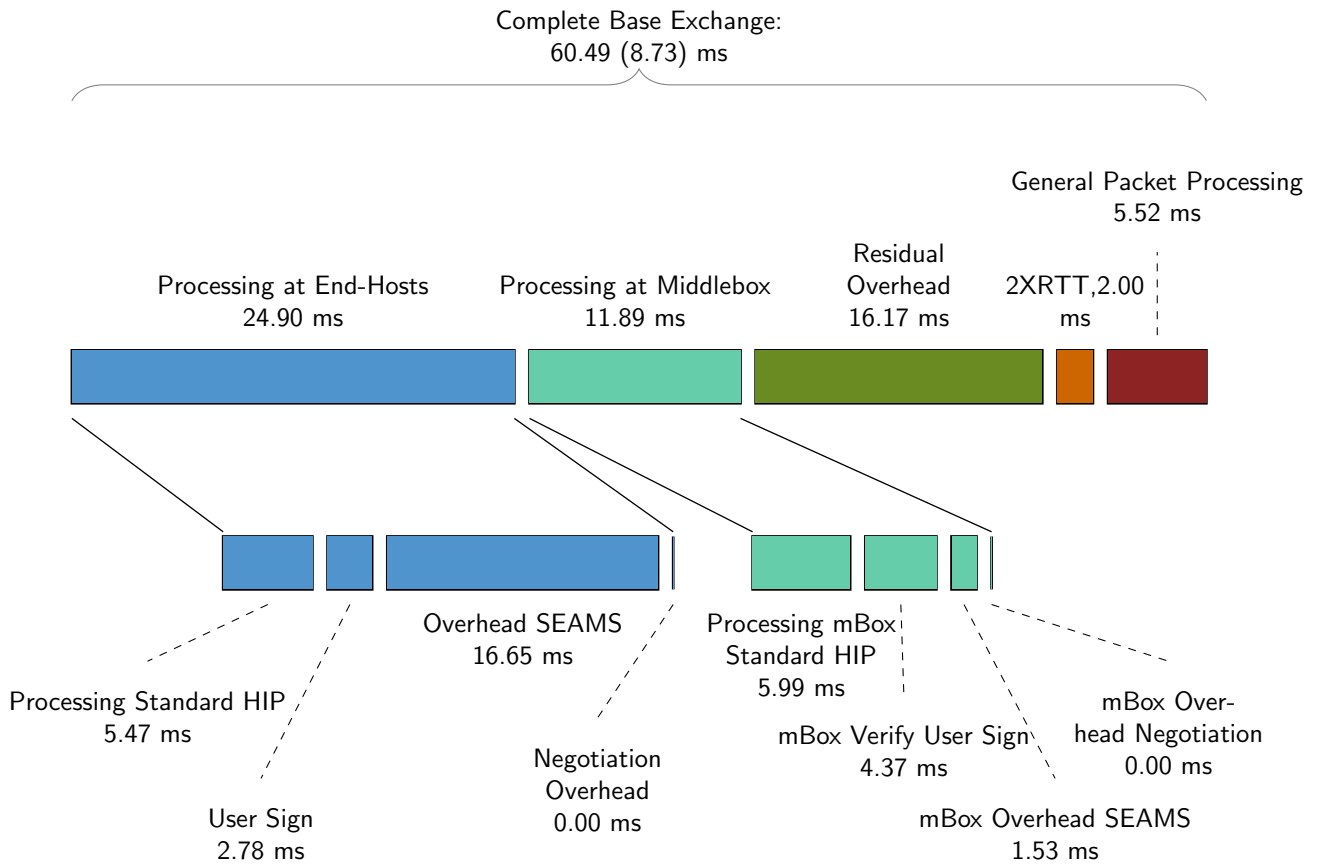 Complete Base Exchange:
60.49 (8.73) ms
General Packet Processing
5.52 ms
Processing at End-Hosts
24.90 ms
Processing at Middlebox
11.89 ms
Residual
Overhead
16.17 ms
2XRTT,2.00
ms
Overhead SEAMS
16.65 ms
Processing mBox
Standard HIP
5.99 ms
Processing Standard HIP
5.47 ms
mBox Over-
head Negotiation
0.00 ms
mBox Verify User Sign
4.37 ms
Negotiation
Overhead
0.00 ms
User Sign
2.78 ms
mBox Overhead SEAMS
1.53 ms